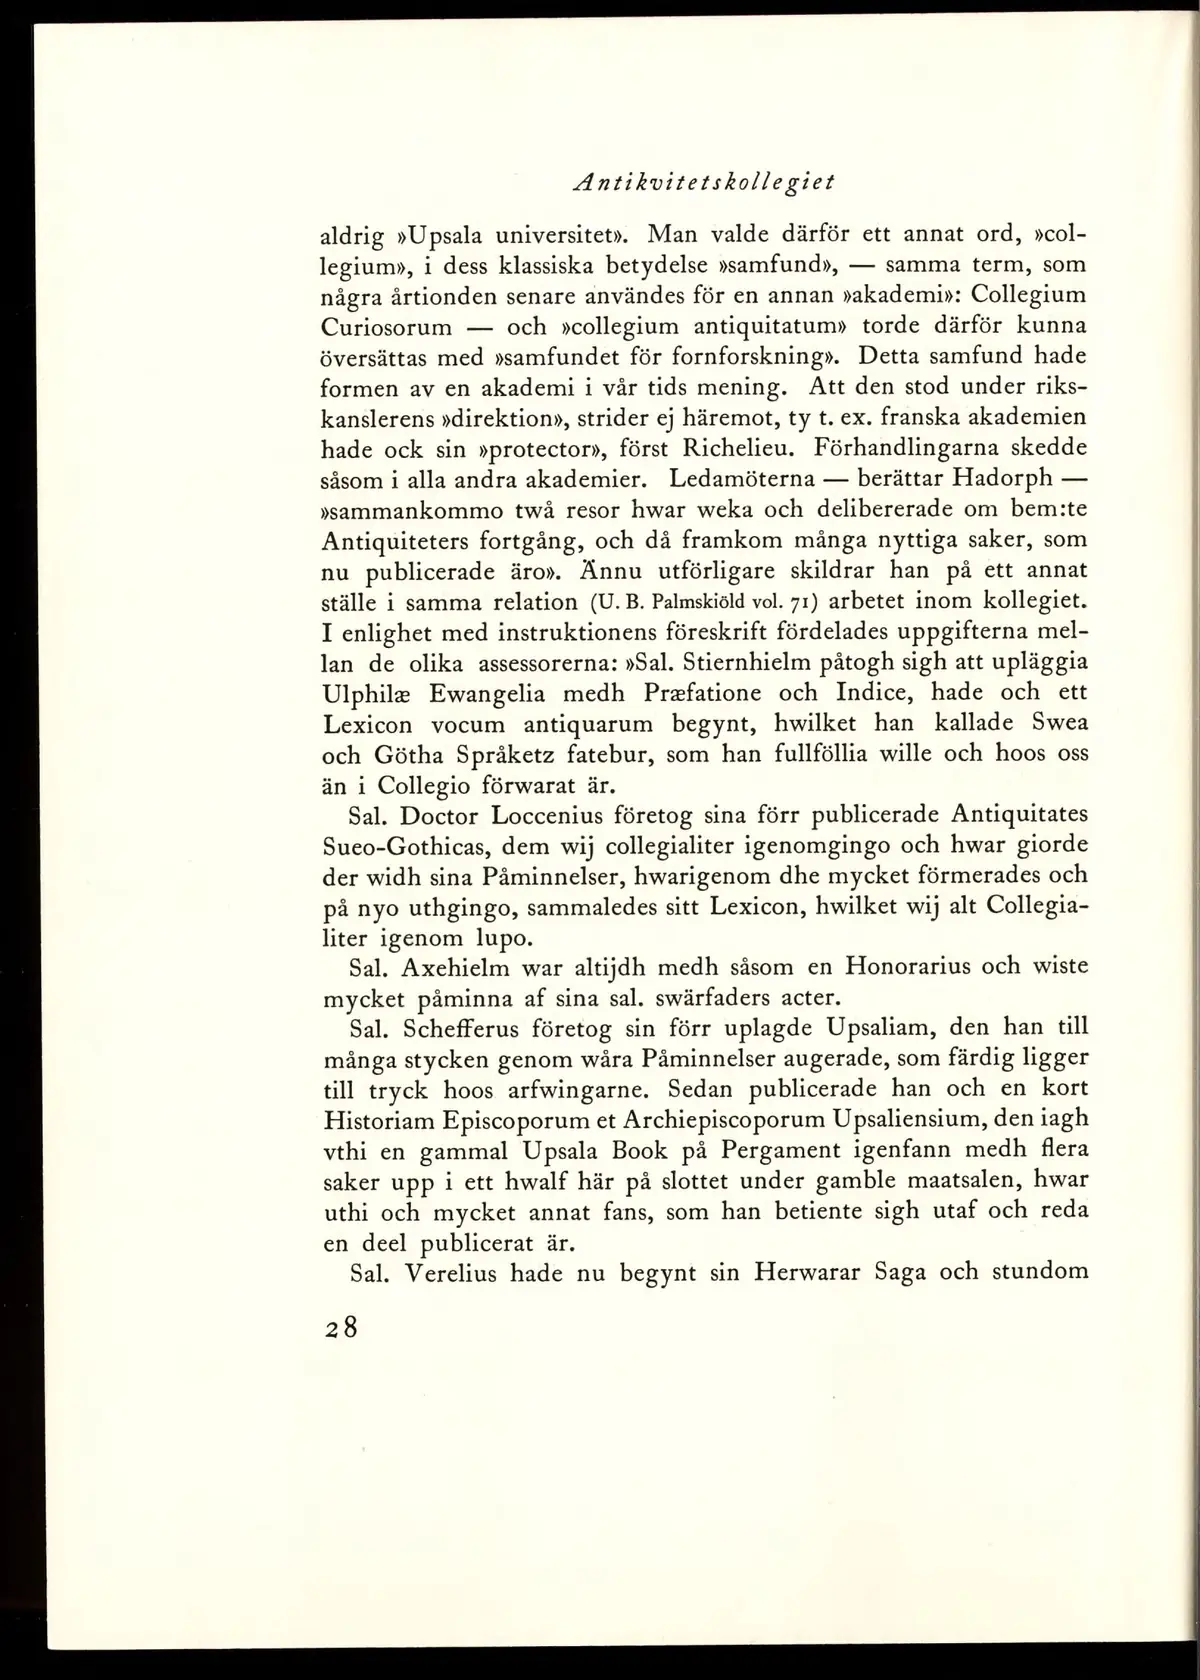 Antikvitetskollegiet
aldrig »Upsala universitet». Man valde därför ett annat ord, »col-
legium», i dess klassiska betydelse »samfund», — samma term, som
några årtionden senare användes för en annan »akademi»: Collegium
Curiosorum — och »collegium antiquitatum» torde därför kunna
översättas med »samfundet för fornforskning». Detta samfund hade
formen av en akademi i vår tids mening. Att den stod under riks-
kanslerens »direktion», strider ej häremot, ty t. ex. franska akademien
hade ock sin »protector», först Richelieu. Förhandlingarna skedde
såsom i alla andra akademier. Ledamöterna — berättar Hadorph —
»sammankommo twå resor hwar weka och delibererade om bem:te
Antiquiteters fortgång, och då framkom många nyttiga saker, som
nu publicerade äro». Ännu utförligare skildrar han på ett annat
ställe i samma relation (U. B. Palmskiöld vol. 71) arbetet inom kollegiet.
I enlighet med instruktionens föreskrift fördelades uppgifterna mel-
lan de olika assessorerna: »Sal. Stiernhielm påtogh sigh att upläggia
Ulphilæ Ewangelia medh Præfatione och Indice, hade och ett
Lexicon vocum antiquarum begynt, hwilket han kallade Swea
och Götha Språketz fatebur, som han fullföllia wille och hoos oss
än i Collegio förwarat är.
Sal. Doctor Loccenius företog sina förr publicerade Antiquitates
Sueo-Gothicas, dem wij collegialiter igenomgingo och hwar giorde
der widh sina Påminnelser, hwarigenom dhe mycket förmerades och
på nyo uthgingo, sammaledes sitt Lexicon, hwilket wij alt Collegia-
liter igenom lupo.
Sal. Axehielm war altijdh medh såsom en Honorarius och wiste
mycket påminna af sina sal. swärfaders acter.
Sal. Schefferus företog sin förr uplagde Upsaliam, den han till
många stycken genom wåra Påminnelser augerade, som färdig ligger
till tryck hoos arfwingarne. Sedan publicerade han och en kort
Historiam Episcoporum et Archiepiscoporum Upsaliensium, den iagh
vthi en gammal Upsala Book på Pergament igenfann medh flera
saker upp i ett hwalf här på slottet under gamble maatsalen, hwar
uthi och mycket annat fans, som han betiente sigh utaf och reda
en deel publicerat är.
Sal. Verelius hade nu begynt sin Herwarar Saga och stundom
28